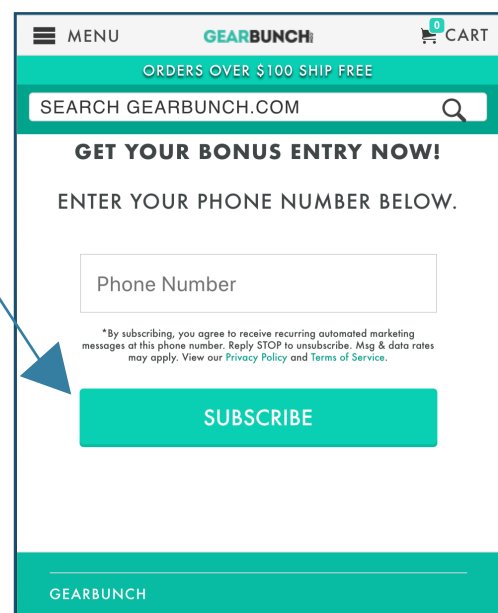 MENU GEARBUNCH 0 CART
ORDERS OVER $100 SHIP FREE
SEARCH GEARBUNCH.COM
GET YOUR BONUS ENTRY NOW!
ENTER YOUR PHONE NUMBER BELOW.
Phone Number
*By subscribing, you agree to receive recurring automated marketing
messages at this phone number. Reply STOP to unsubscribe. Msg & data rates
may apply. View our Privacy Policy and Terms of Service.
SUBSCRIBE
GEARBUNCH